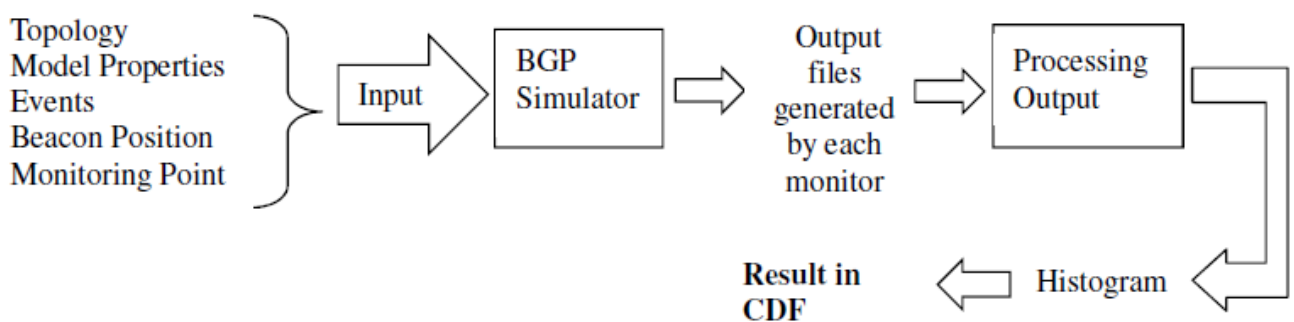 Topology
Model Properties
Events
Beacon Position
Monitoring Point
Input
BGP
Simulator
Output
files
generated
by each
monitor
Processing
Output
Histogram
Result in
CDF